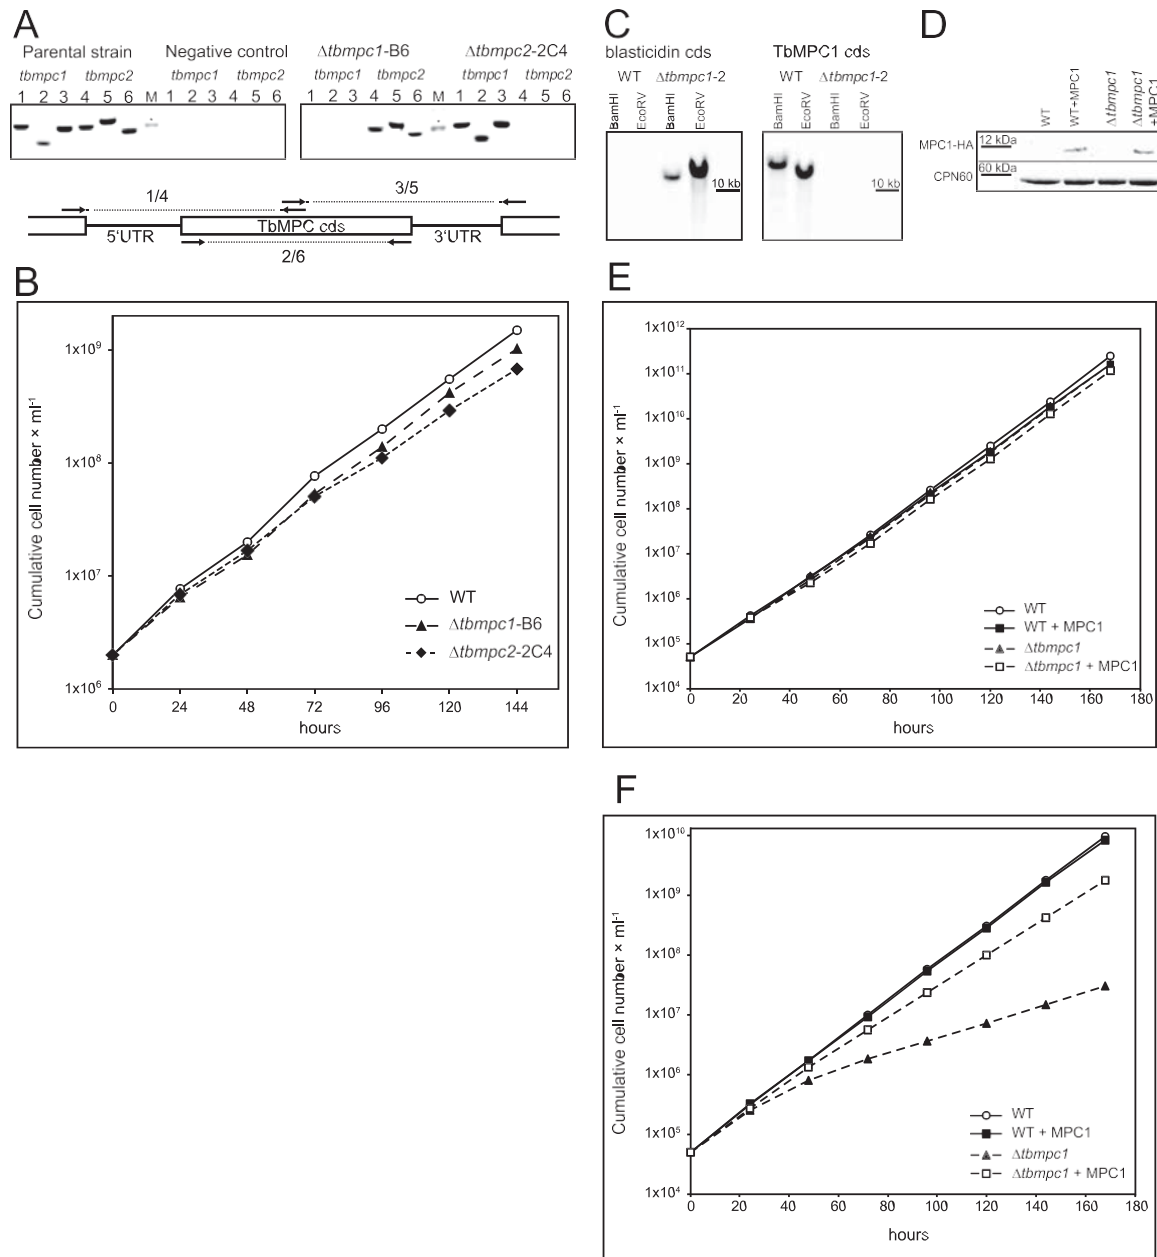 A
Parental strain Negative control Δtbmpc1-B6 Δtbmpc2-2C4
tbmpc1 tbmpc2 tbmpc1 tbmpc2 tbmpc1 tbmpc2 tbmpc1 tbmpc2
1 2 3 4 5 6 M 1 2 3 4 5 6 1 2 3 4 5 6 M 1 2 3 4 5 6
1/4
3/5
TbMPC cds
5'UTR
3'UTR
2/6
B
Cumulative cell number × ml-1
1x10⁹
1x10⁸
1x10⁷
1x10⁶
WT
Δtbmpc1-B6
Δtbmpc2-2C4
0 24 48 72 96 120 144
hours
C
blasticidin cds TbMPC1 cds
WT Δtbmpc1-2 WT Δtbmpc1-2
BamHI EcoRV BamHI EcoRV BamHI EcoRV BamHI EcoRV
10 kb
10 kb
D
WT WT+MPC1 Δtbmpc1 Δtbmpc1 +MPC1
MPC1-HA 12 kDa
CPN60 60 kDa
E
Cumulative cell number × ml-1
1x10¹²
1x10¹¹
1x10¹⁰
1x10⁹
1x10⁸
1x10⁷
1x10⁶
1x10⁵
1x10⁴
WT
WT + MPC1
Δtbmpc1
Δtbmpc1 + MPC1
0 20 40 60 80 100 120 140 160 180
hours
F
Cumulative cell number × ml-1
1x10¹⁰
1x10⁹
1x10⁸
1x10⁷
1x10⁶
1x10⁵
1x10⁴
WT
WT + MPC1
Δtbmpc1
Δtbmpc1 + MPC1
0 20 40 60 80 100 120 140 160 180
hours